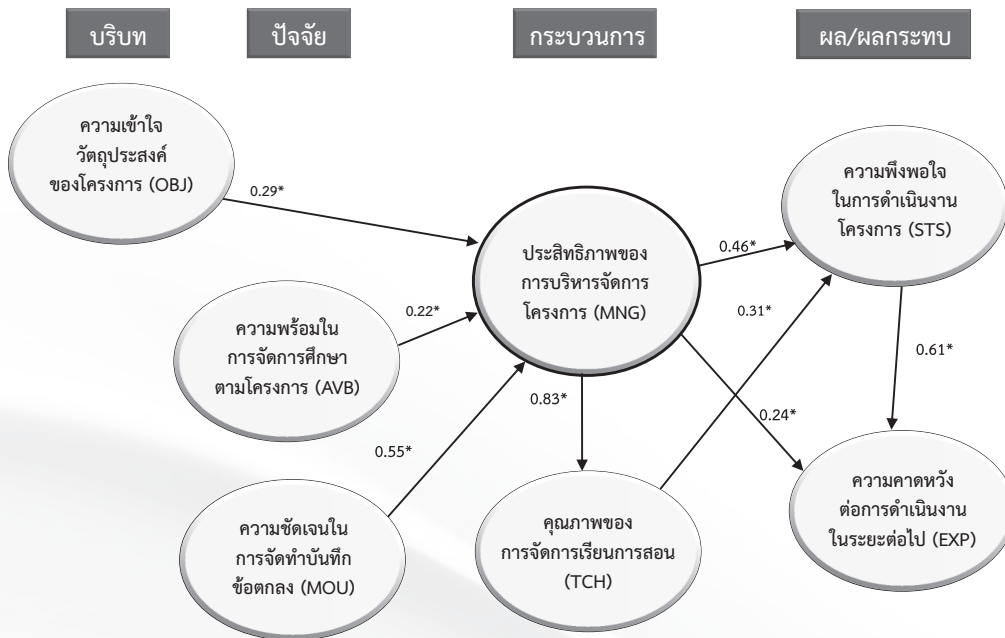 บริบท
ปัจจัย
กระบวนการ
ผล/ผลกระทบ
ความเข้าใจ
วัตถุประสงค์
ของโครงการ (OBJ)
0.29*
ความพร้อมใน
การจัดการศึกษา
ตามโครงการ (AVB)
0.22*
ความชัดเจนใน
การจัดทำบันทึก
ข้อตกลง (MOU)
0.55*
ประสิทธิภาพของ
การบริหารจัดการ
โครงการ (MNG)
0.83*
คุณภาพของ
การจัดการเรียนการสอน
(TCH)
0.46*
0.31*
0.24*
ความพึงพอใจ
ในการดำเนินงาน
โครงการ (STS)
0.61*
ความคาดหวัง
ต่อการดำเนินงาน
ในระยะต่อไป (EXP)